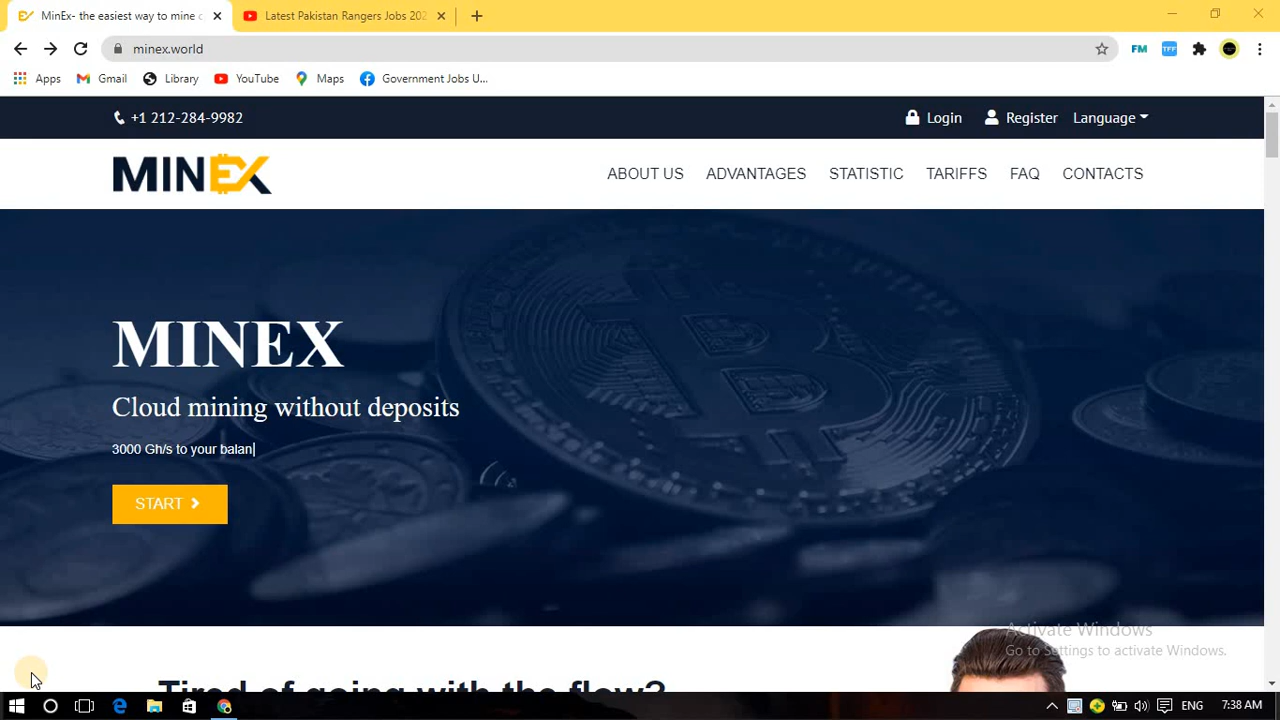 MinEx- the easiest way to mine c
Latest Pakistan Rangers Jobs 202
minex.world
FM
TFF
Apps
Gmail
Library
YouTube
Maps
Government Jobs U...
+1 212-284-9982
Login
Register
Language
MINEX
ABOUT US
ADVANTAGES
STATISTIC
TARIFFS
FAQ
CONTACTS
MINEX
Cloud mining without deposits
3000 Gh/s to your balan
START
Activate Windows
Go to Settings to activate Windows.
Tired of going with the flow?
ENG
7:38 AM